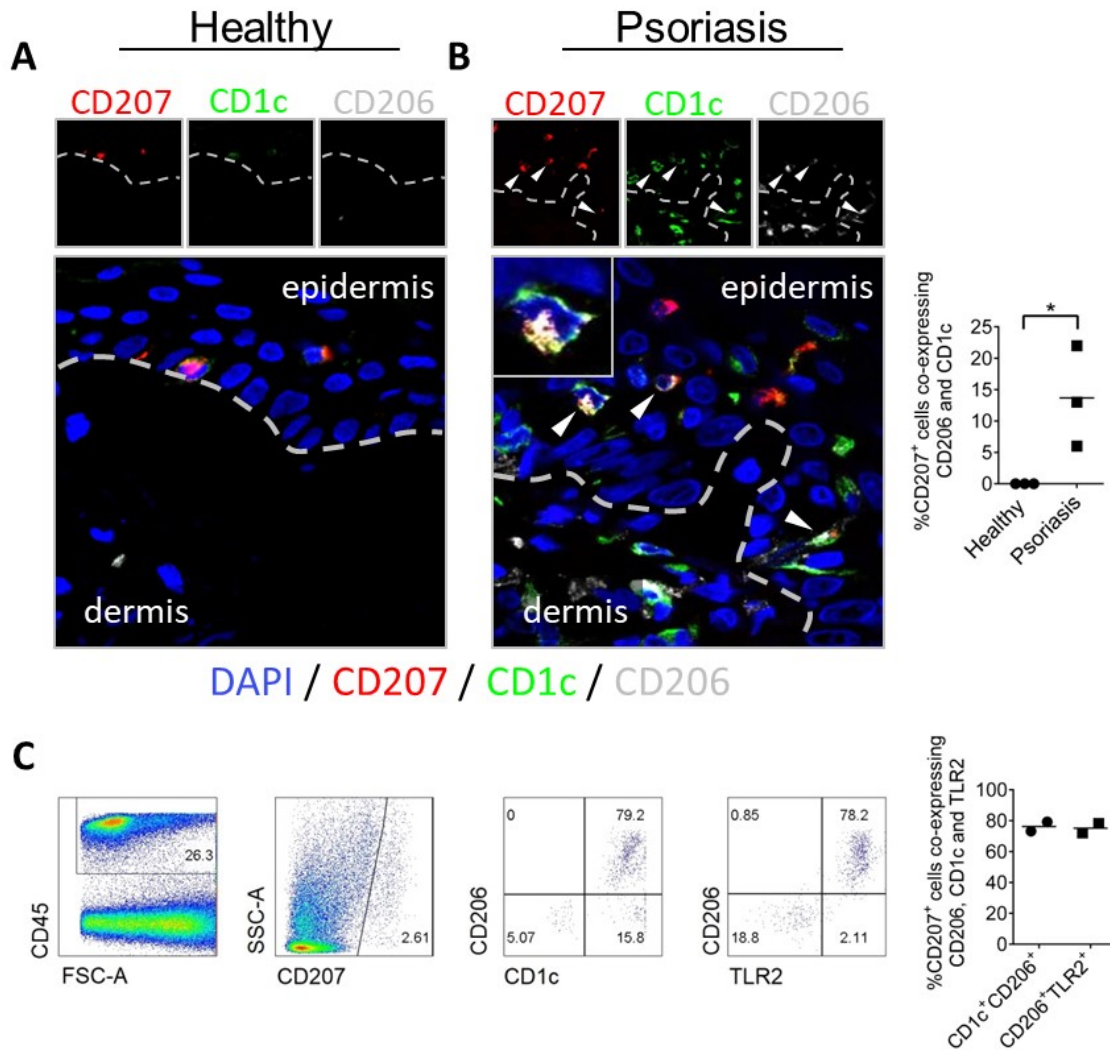 Healthy
Psoriasis
A
B
CD207 CD1c CD206
CD207 CD1c CD206
epidermis
dermis
epidermis
dermis
%CD207+ cells co-expressing
CD206 and CD1c
25
20
15
10
5
0
Healthy
Psoriasis
*
DAPI / CD207 / CD1c / CD206
C
26.3
CD45
FSC-A
2.61
SSC-A
CD207
0
79.2
5.07
15.8
CD206
CD1c
0.85
78.2
18.8
2.11
CD206
TLR2
%CD207+ cells co-expressing
CD206, CD1c and TLR2
100
80
60
40
20
0
CD1c+CD206+
CD206+TLR2+